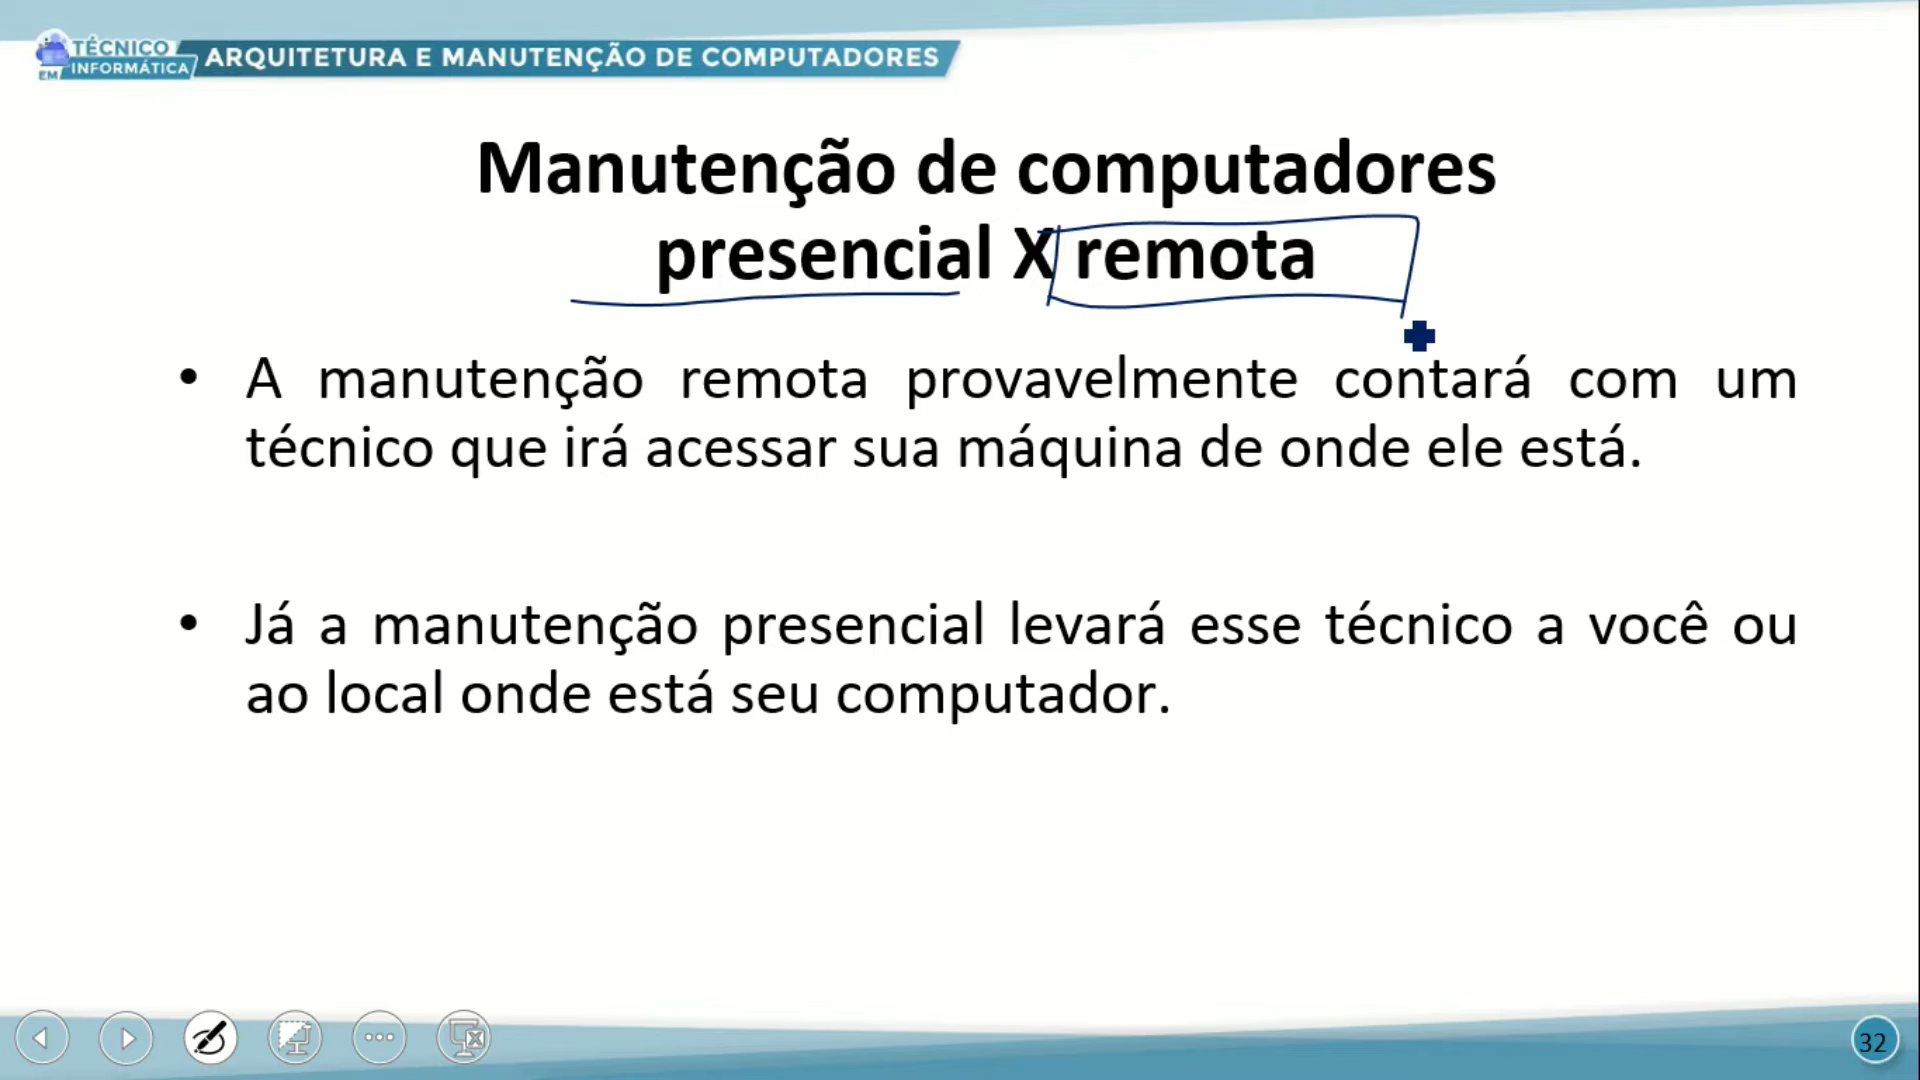 TÉCNICO
EM INFORMÁTICA
ARQUITETURA E MANUTENÇÃO DE COMPUTADORES
Manutenção de computadores
presencial X remota
• A manutenção remota provavelmente contará com um
técnico que irá acessar sua máquina de onde ele está.
• Já a manutenção presencial levará esse técnico a você ou
ao local onde está seu computador.
32